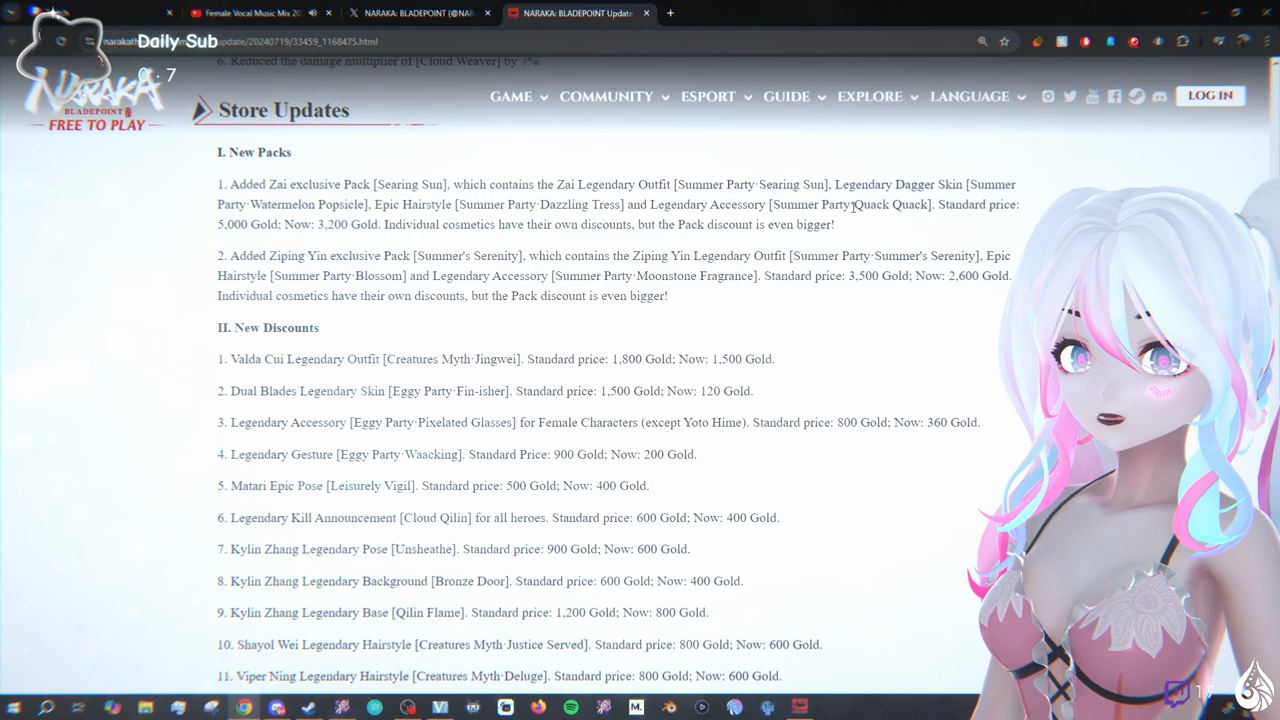 Female Vocal Music Mix 20
NARAKA: BLADEPOINT (@NAR
NARAKA: BLADEPOINT Update
Daily Sub
update/20240719/33459_1168475.html
6. Reduced the damage multiplier of [Cloud Weaver] by 7%.
NARAKA
BLADEPOINT
FREE TO PLAY
GAME COMMUNITY ESPORT GUIDE EXPLORE LANGUAGE LOG IN
Store Updates
I. New Packs
1. Added Zai exclusive Pack [Searing Sun], which contains the Zai Legendary Outfit [Summer Party·Searing Sun], Legendary Dagger Skin [Summer
Party·Watermelon Popsicle], Epic Hairstyle [Summer Party·Dazzling Tress] and Legendary Accessory [Summer Party·Quack Quack]. Standard price:
5,000 Gold; Now: 3,200 Gold. Individual cosmetics have their own discounts, but the Pack discount is even bigger!
2. Added Ziping Yin exclusive Pack [Summer's Serenity], which contains the Ziping Yin Legendary Outfit [Summer Party·Summer's Serenity], Epic
Hairstyle [Summer Party·Blossom] and Legendary Accessory [Summer Party·Moonstone Fragrance]. Standard price: 3,500 Gold; Now: 2,600 Gold.
Individual cosmetics have their own discounts, but the Pack discount is even bigger!
II. New Discounts
1. Valda Cui Legendary Outfit [Creatures Myth·Jingwei]. Standard price: 1,800 Gold; Now: 1,500 Gold.
2. Dual Blades Legendary Skin [Eggy Party·Fin-isher]. Standard price: 1,500 Gold; Now: 120 Gold.
3. Legendary Accessory [Eggy Party·Pixelated Glasses] for Female Characters (except Yoto Hime). Standard price: 800 Gold; Now: 360 Gold.
4. Legendary Gesture [Eggy Party·Waacking]. Standard Price: 900 Gold; Now: 200 Gold.
5. Matari Epic Pose [Leisurely Vigil]. Standard price: 500 Gold; Now: 400 Gold.
6. Legendary Kill Announcement [Cloud Qilin] for all heroes. Standard price: 600 Gold; Now: 400 Gold.
7. Kylin Zhang Legendary Pose [Unsheathe]. Standard price: 900 Gold; Now: 600 Gold.
8. Kylin Zhang Legendary Background [Bronze Door]. Standard price: 600 Gold; Now: 400 Gold.
9. Kylin Zhang Legendary Base [Qilin Flame]. Standard price: 1,200 Gold; Now: 800 Gold.
10. Shayol Wei Legendary Hairstyle [Creatures Myth·Justice Served]. Standard price: 800 Gold; Now: 600 Gold.
11. Viper Ning Legendary Hairstyle [Creatures Myth·Deluge]. Standard price: 800 Gold; Now: 600 Gold.